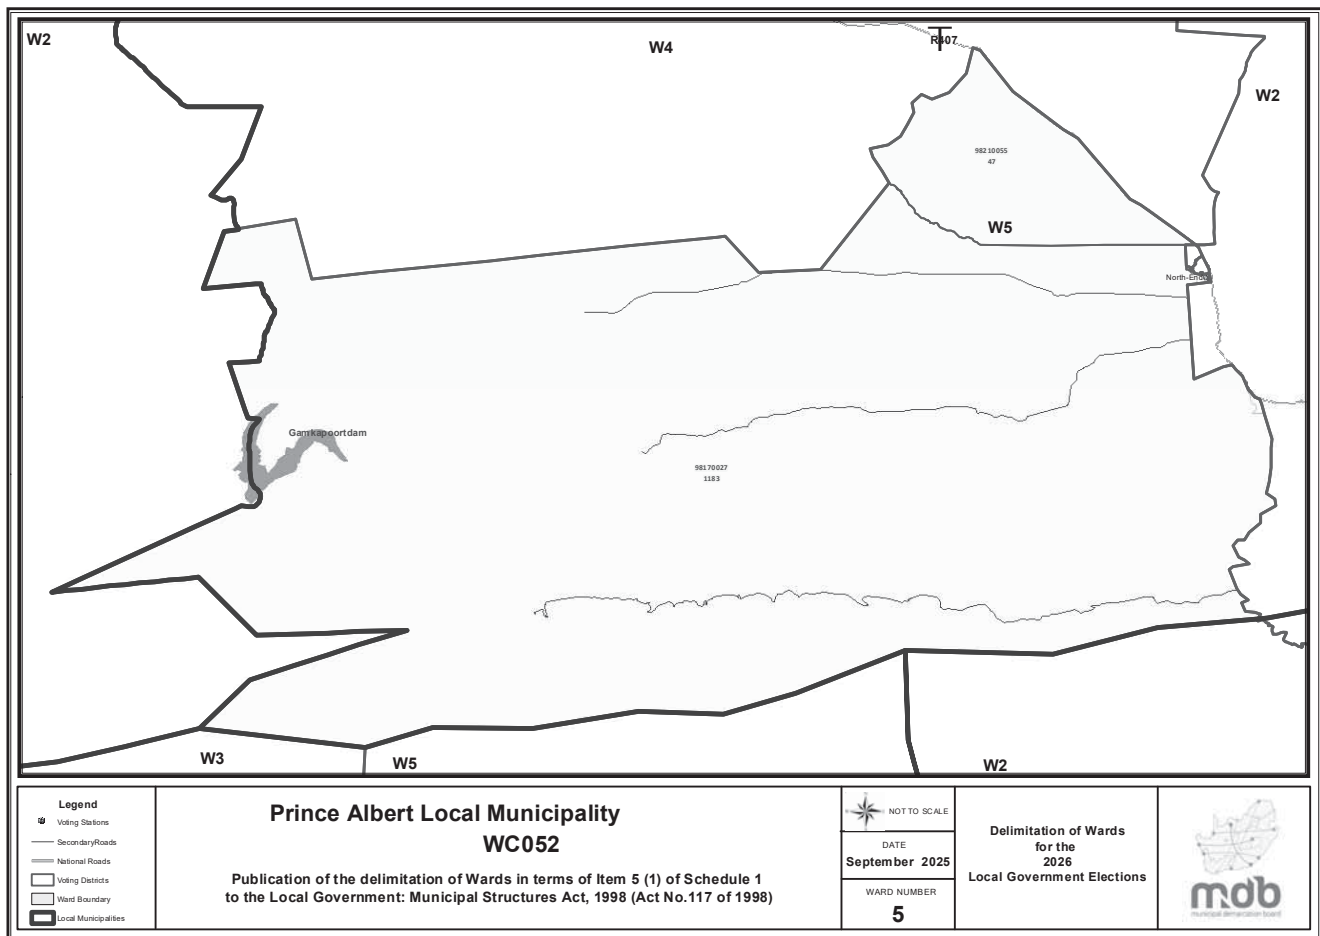 W2
W4
R407
W2
98210055
47
W5
North-End
Gamkapoortdam
98170027
1183
W3
W5
W2
Legend
Voting Stations
SecondaryRoads
National Roads
Voting Districts
Ward Boundary
Local Municipalities
Prince Albert Local Municipality
WC052
Publication of the delimitation of Wards in terms of Item 5 (1) of Schedule 1
to the Local Government: Municipal Structures Act, 1998 (Act No.117 of 1998)
NOT TO SCALE
DATE
September 2025
WARD NUMBER
5
Delimitation of Wards
for the
2026
Local Government Elections
mdb
municipal demarcation board